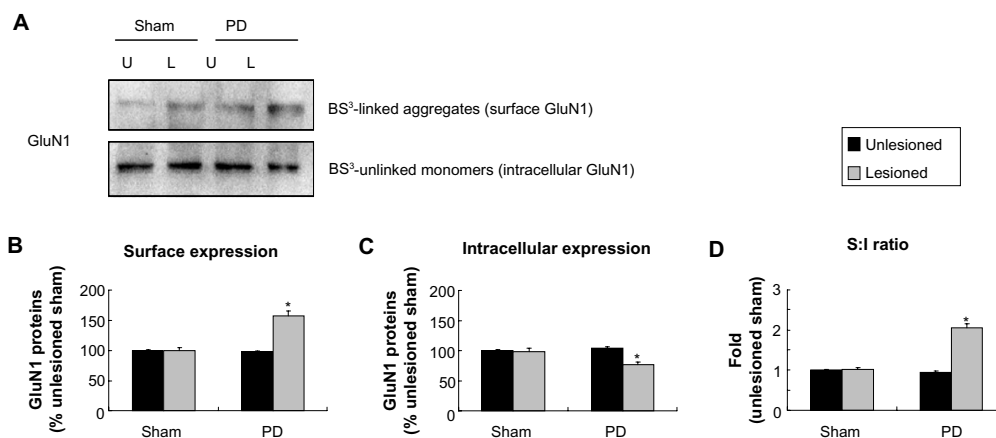 A
Sham PD
U L U L
BS³-linked aggregates (surface GluN1)
GluN1
BS³-unlinked monomers (intracellular GluN1)
Unlesioned
Lesioned
B
Surface expression
GluN1 proteins
(% unlesioned sham)
200
150
100
50
0
*
Sham PD
C
Intracellular expression
GluN1 proteins
(% unlesioned sham)
200
150
100
50
0
*
Sham PD
D
S:I ratio
Fold
(unlesioned sham)
3
2
1
0
*
Sham PD